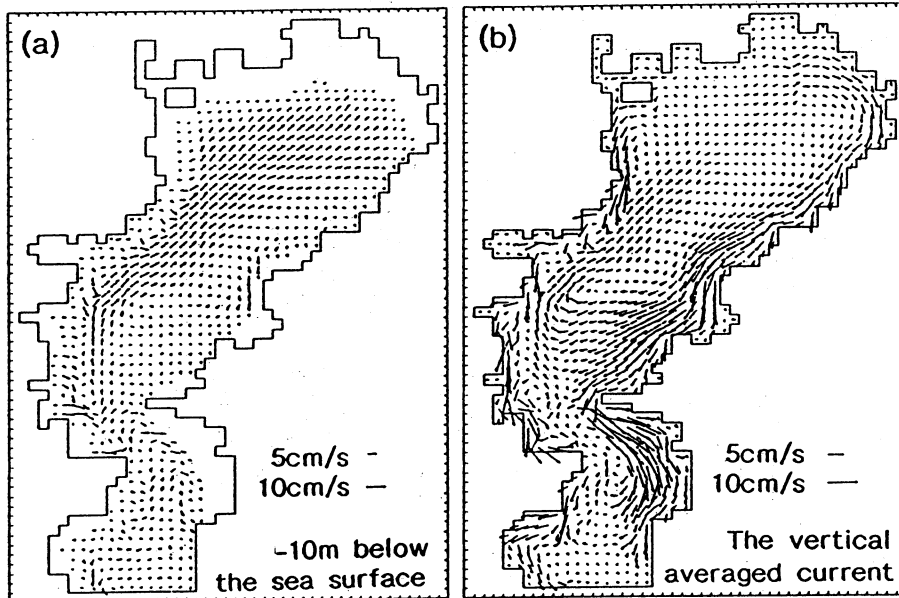 (a)
5cm/s -
10cm/s —
-10m below
the sea surface
(b)
5cm/s -
10cm/s —
The vertical
averaged current